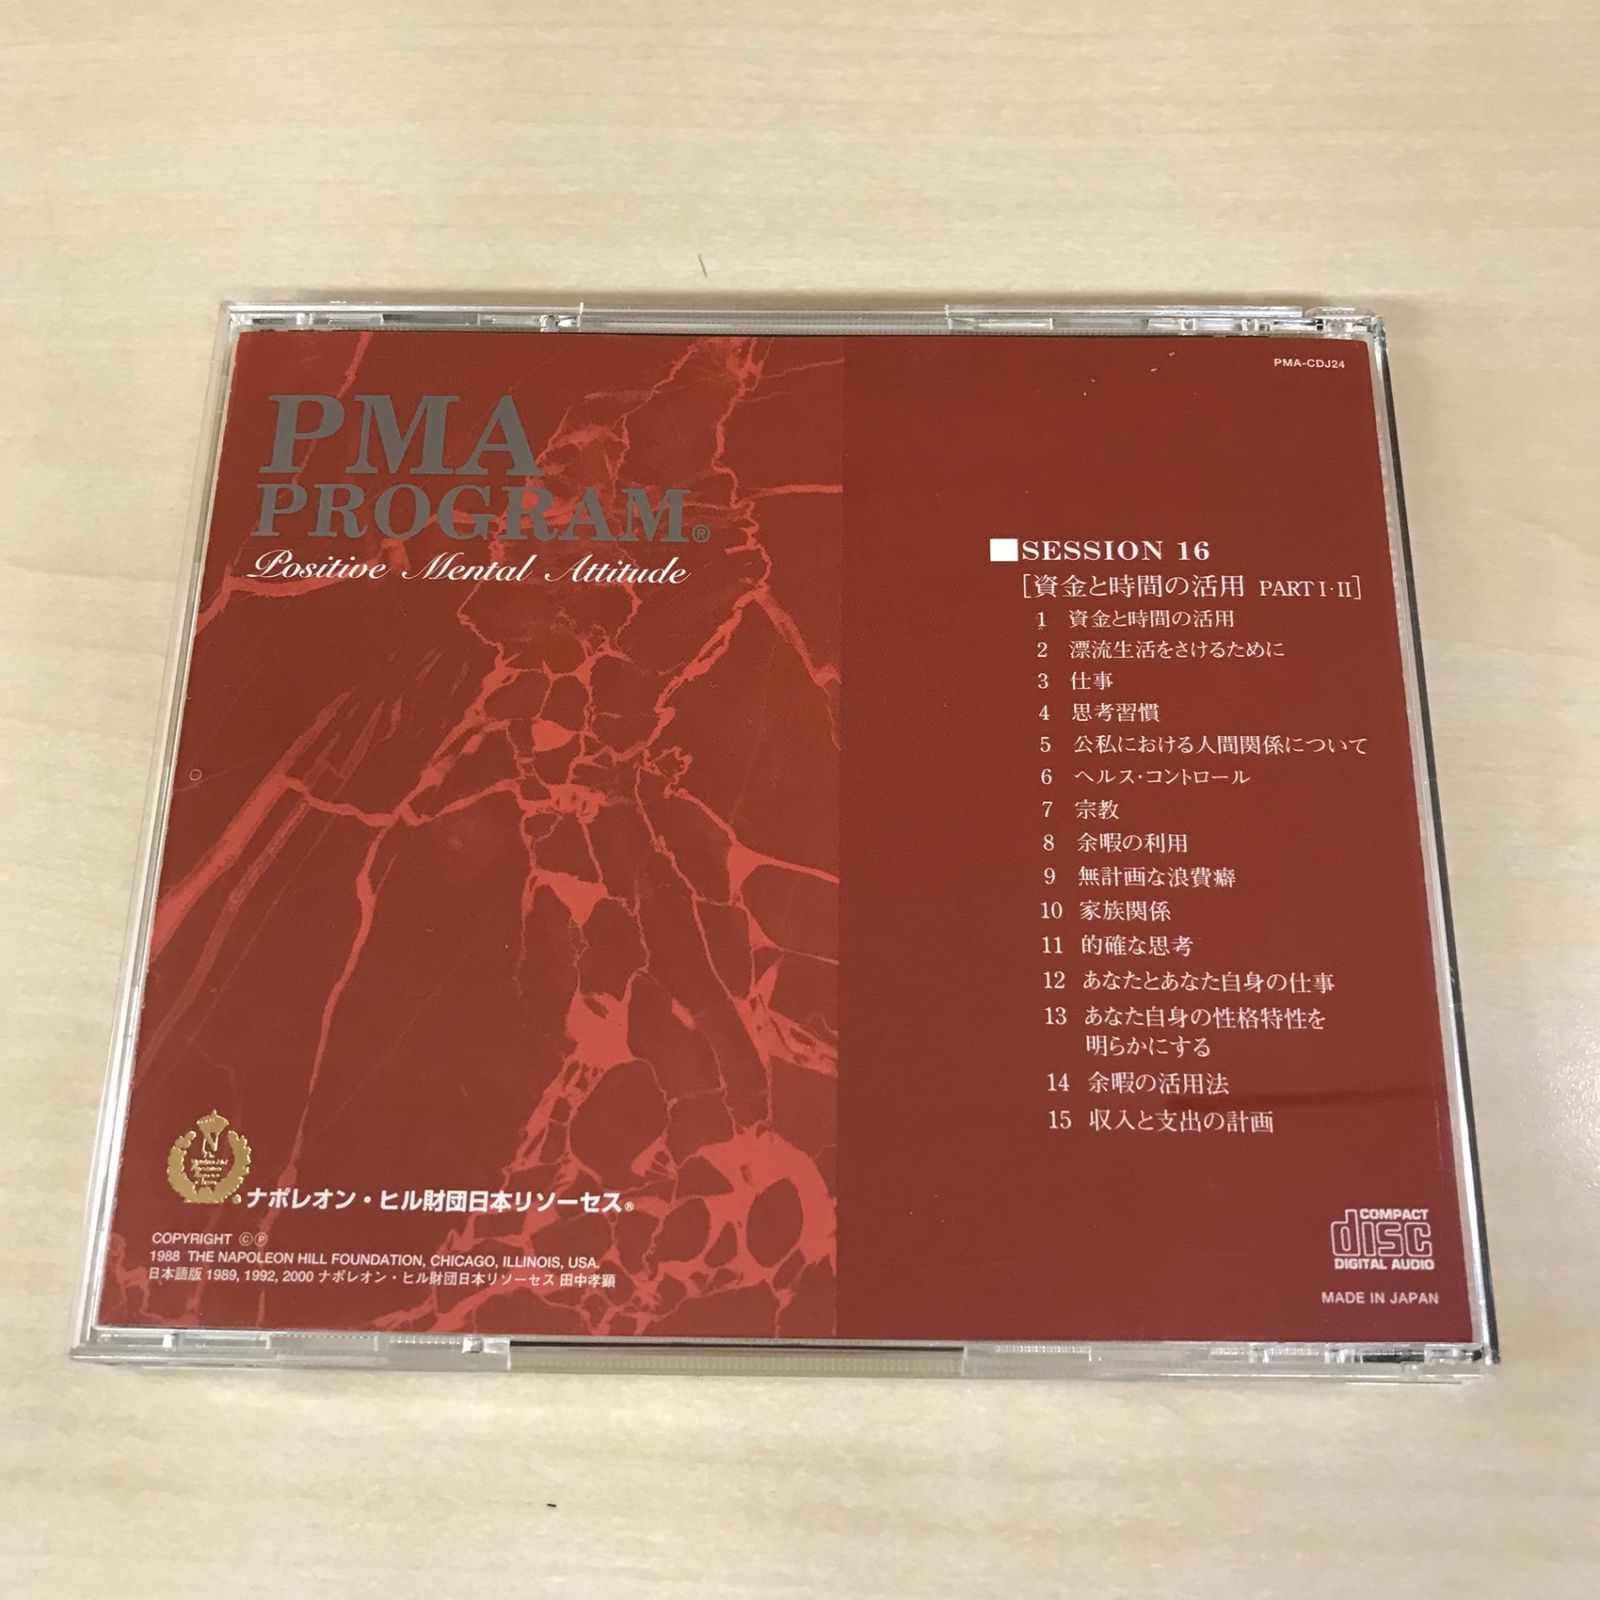 PMA
PROGRAM®
Positive Mental Attitude
ナポレオン・ヒル財団日本リソーセス®
COPYRIGHT ©℗
1988 THE NAPOLEON HILL FOUNDATION, CHICAGO, ILLINOIS, USA.
日本語版 1989, 1992, 2000 ナポレオン・ヒル財団日本リソーセス 田中孝顕
PMA-CDJ24
■SESSION 16
[資金と時間の活用 PART I・II]
1 資金と時間の活用
2 漂流生活をさけるために
3 仕事
4 思考習慣
5 公私における人間関係について
6 ヘルス・コントロール
7 宗教
8 余暇の利用
9 無計画な浪費癖
10 家族関係
11 的確な思考
12 あなたとあなた自身の仕事
13 あなた自身の性格特性を
明らかにする
14 余暇の活用法
15 収入と支出の計画
COMPACT
disc
DIGITAL AUDIO
MADE IN JAPAN